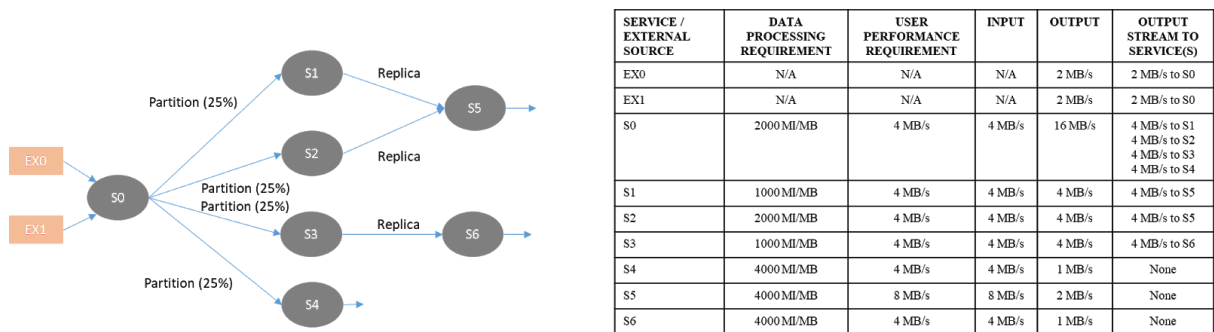 S1
Replica
Partition (25%)
S5
S2
Replica
EX0
Partition (25%)
S0
Partition (25%)
EX1
Replica
S3
S6
Partition (25%)
S4
SERVICE / EXTERNAL SOURCE DATA PROCESSING REQUIREMENT USER PERFORMANCE REQUIREMENT INPUT OUTPUT OUTPUT STREAM TO SERVICE(S)
EX0 N/A N/A N/A 2 MB/s 2 MB/s to S0
EX1 N/A N/A N/A 2 MB/s 2 MB/s to S0
S0 2000 MI/MB 4 MB/s 4 MB/s 16 MB/s 4 MB/s to S1
4 MB/s to S2
4 MB/s to S3
4 MB/s to S4
S1 1000 MI/MB 4 MB/s 4 MB/s 4 MB/s 4 MB/s to S5
S2 2000 MI/MB 4 MB/s 4 MB/s 4 MB/s 4 MB/s to S5
S3 1000 MI/MB 4 MB/s 4 MB/s 4 MB/s 4 MB/s to S6
S4 4000 MI/MB 4 MB/s 4 MB/s 1 MB/s None
S5 4000 MI/MB 8 MB/s 8 MB/s 2 MB/s None
S6 4000 MI/MB 4 MB/s 4 MB/s 1 MB/s None